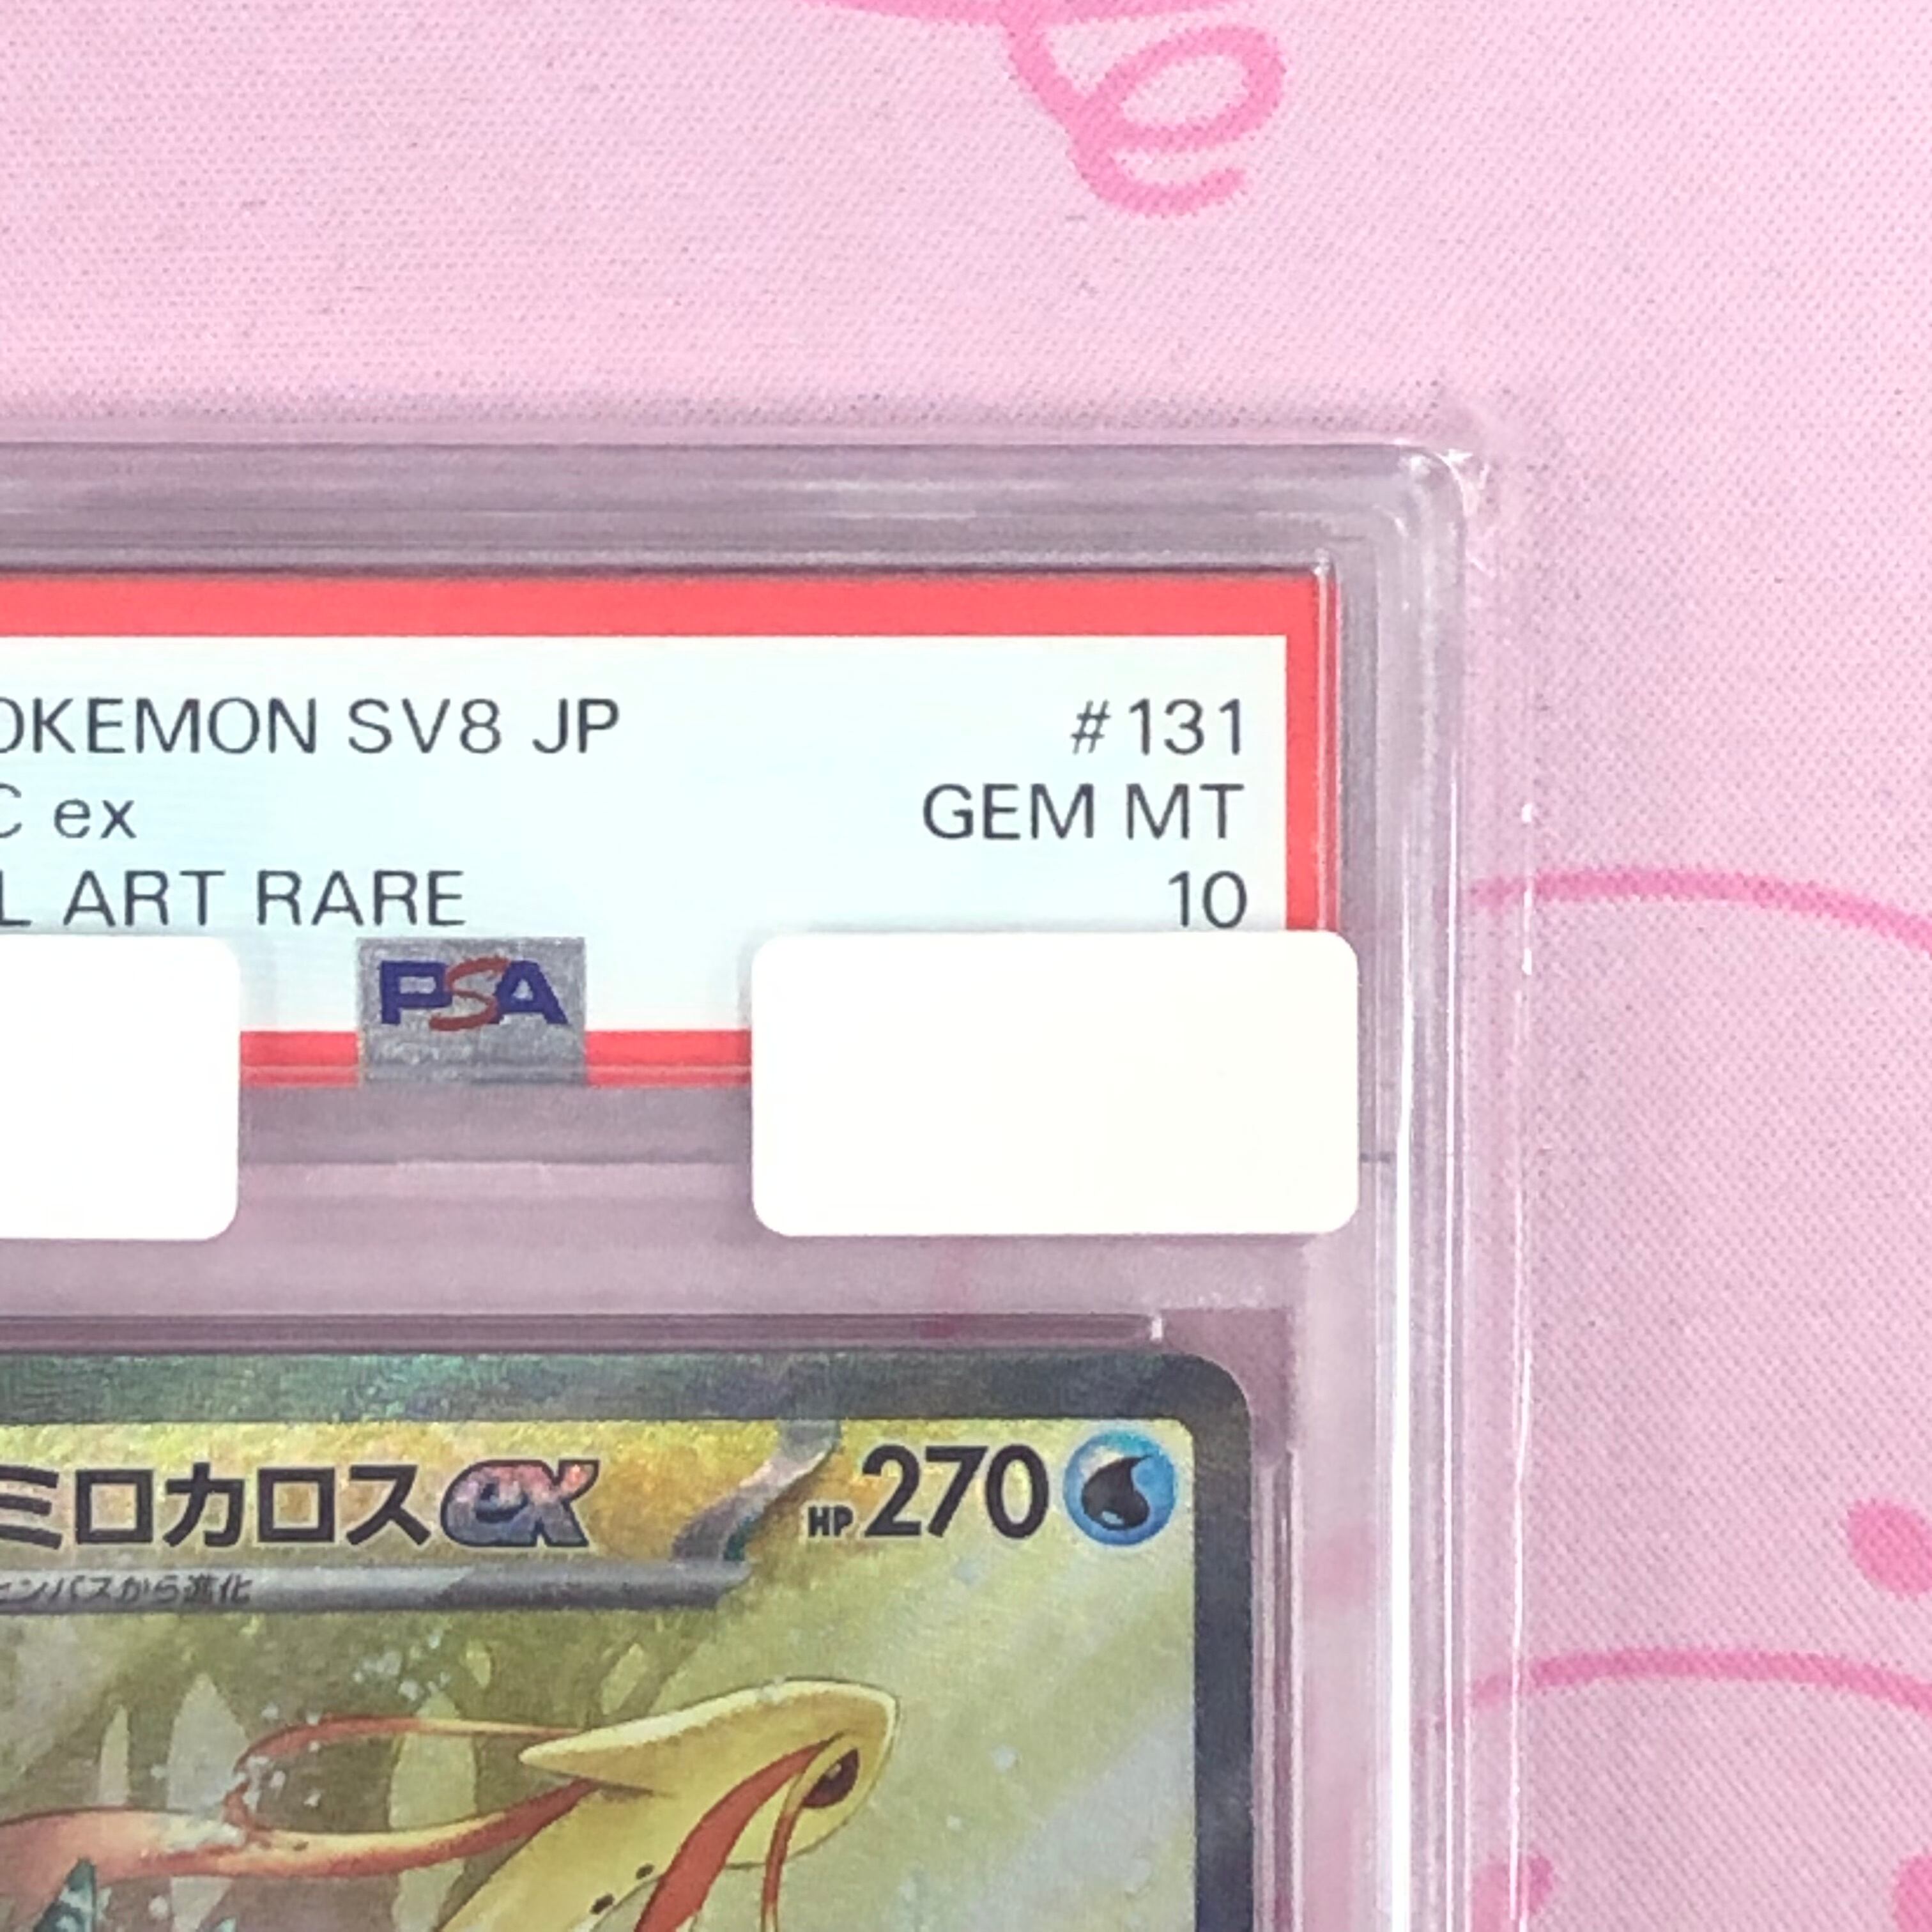 OKEMON SV8 JP #131
C ex GEM MT
L ART RARE 10
PSA
ミロカロスex HP270
ヒンバスから進化